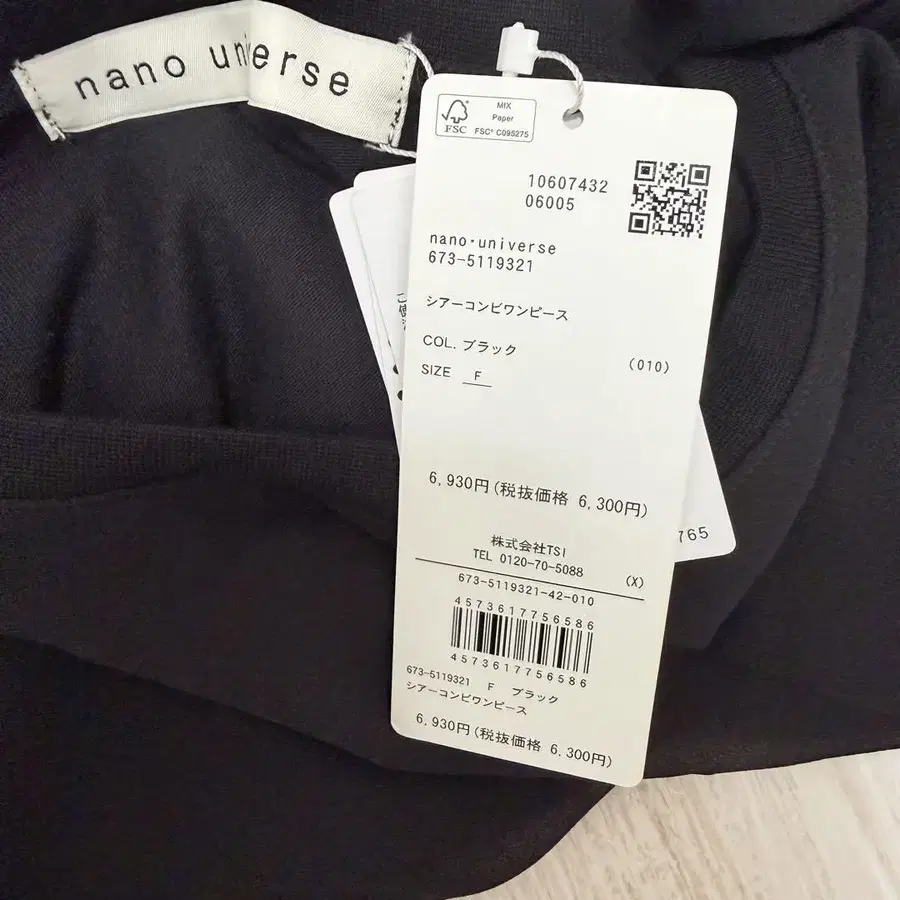 nano universe
MIX
Paper
FSC
FSC® C095275
10607432
06005
nano・universe
673-5119321
シアーコンビワンピース
COL. ブラック (010)
SIZE F
6,930円(税抜価格 6,300円)
株式会社TSI
TEL 0120-70-5088 (X)
673-5119321-42-010
4573617756586
4573617756586
673-5119321 F ブラック
シアーコンビワンピース
6,930円(税抜価格 6,300円)
765